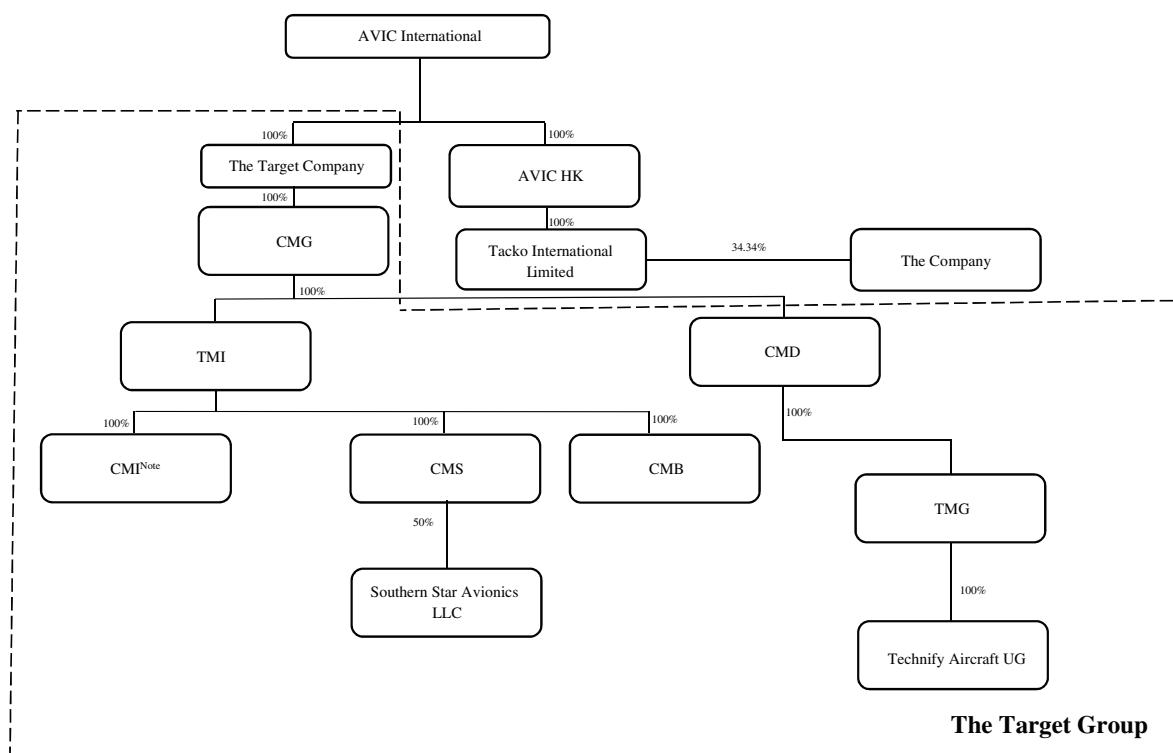 AVIC International
100%
100%
The Target Company
AVIC HK
100%
100%
CMG
Tacko International
Limited
34.34%
The Company
100%
TMI
CMD
100%
100%
100%
100%
CMINote
CMS
CMB
TMG
50%
100%
Southern Star Avionics
LLC
Technify Aircraft UG
The Target Group